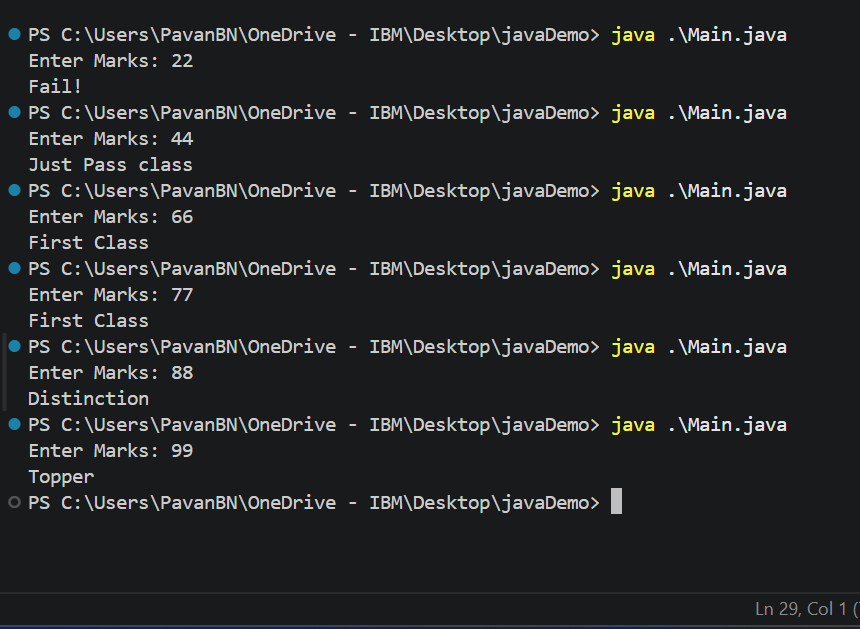 PS C:\Users\PavanBN\OneDrive - IBM\Desktop\javaDemo> java .\Main.java
Enter Marks: 22
Fail!
PS C:\Users\PavanBN\OneDrive - IBM\Desktop\javaDemo> java .\Main.java
Enter Marks: 44
Just Pass class
PS C:\Users\PavanBN\OneDrive - IBM\Desktop\javaDemo> java .\Main.java
Enter Marks: 66
First Class
PS C:\Users\PavanBN\OneDrive - IBM\Desktop\javaDemo> java .\Main.java
Enter Marks: 77
First Class
PS C:\Users\PavanBN\OneDrive - IBM\Desktop\javaDemo> java .\Main.java
Enter Marks: 88
Distinction
PS C:\Users\PavanBN\OneDrive - IBM\Desktop\javaDemo> java .\Main.java
Enter Marks: 99
Topper
PS C:\Users\PavanBN\OneDrive - IBM\Desktop\javaDemo>
Ln 29, Col 1 (